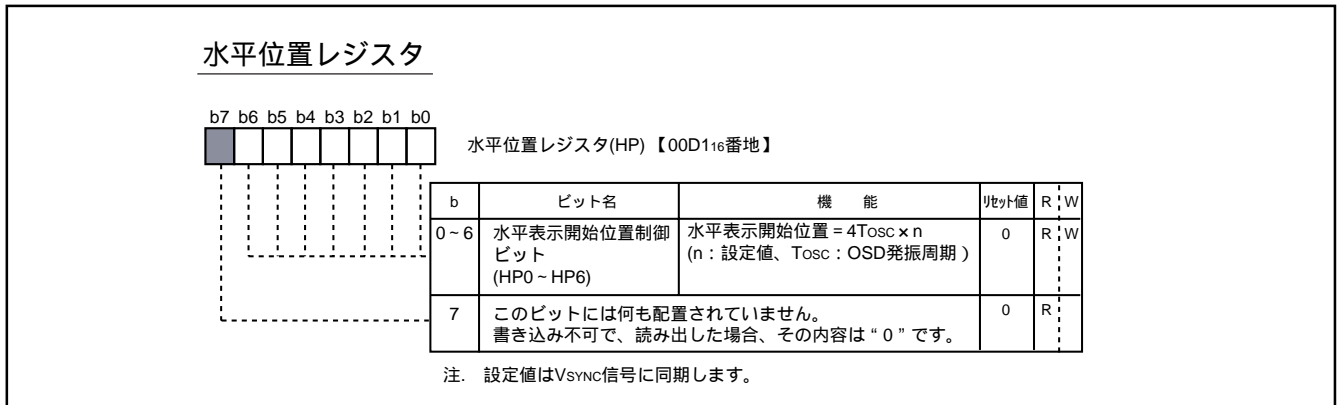 水平位置レジスタ
b7 b6 b5 b4 b3 b2 b1 b0
水平位置レジスタ(HP) 【00D116番地】
b ビット名 機 能 リセット値 R W
0~6 水平表示開始位置制御 水平表示開始位置 = 4TOSC × n 0 R W
ビット (n:設定値、TOSC:OSD発振周期)
(HP0~HP6)
7 このビットには何も配置されていません。 0 R
書き込み不可で、読み出した場合、その内容は“0”です。
注. 設定値はVSYNC信号に同期します。